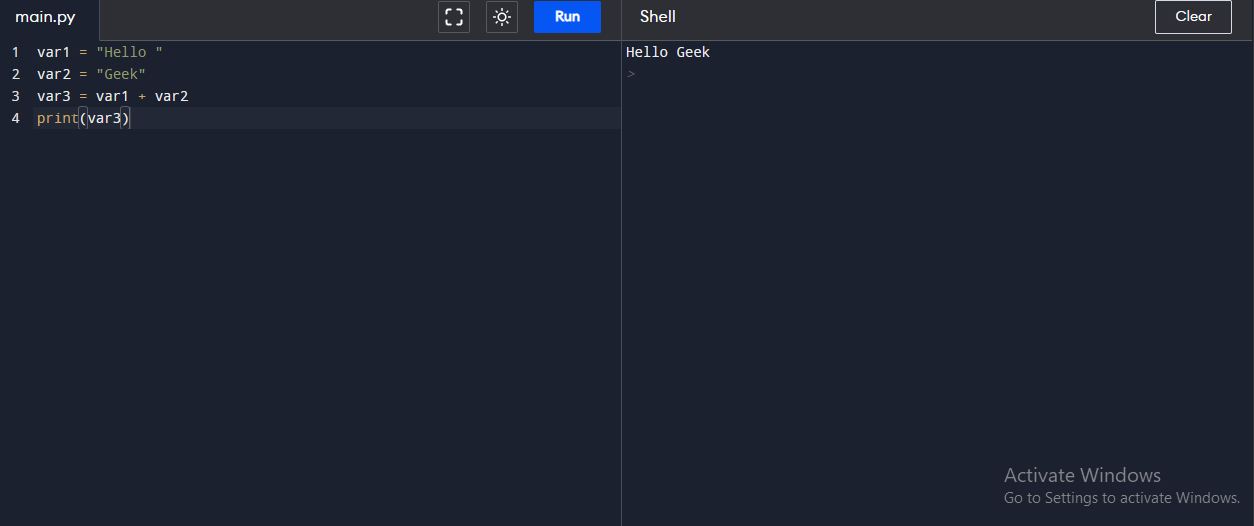 main.py
Run
Shell
Clear
1 var1 = "Hello "
2 var2 = "Geek"
3 var3 = var1 + var2
4 print(var3)
Hello Geek
>
Activate Windows
Go to Settings to activate Windows.